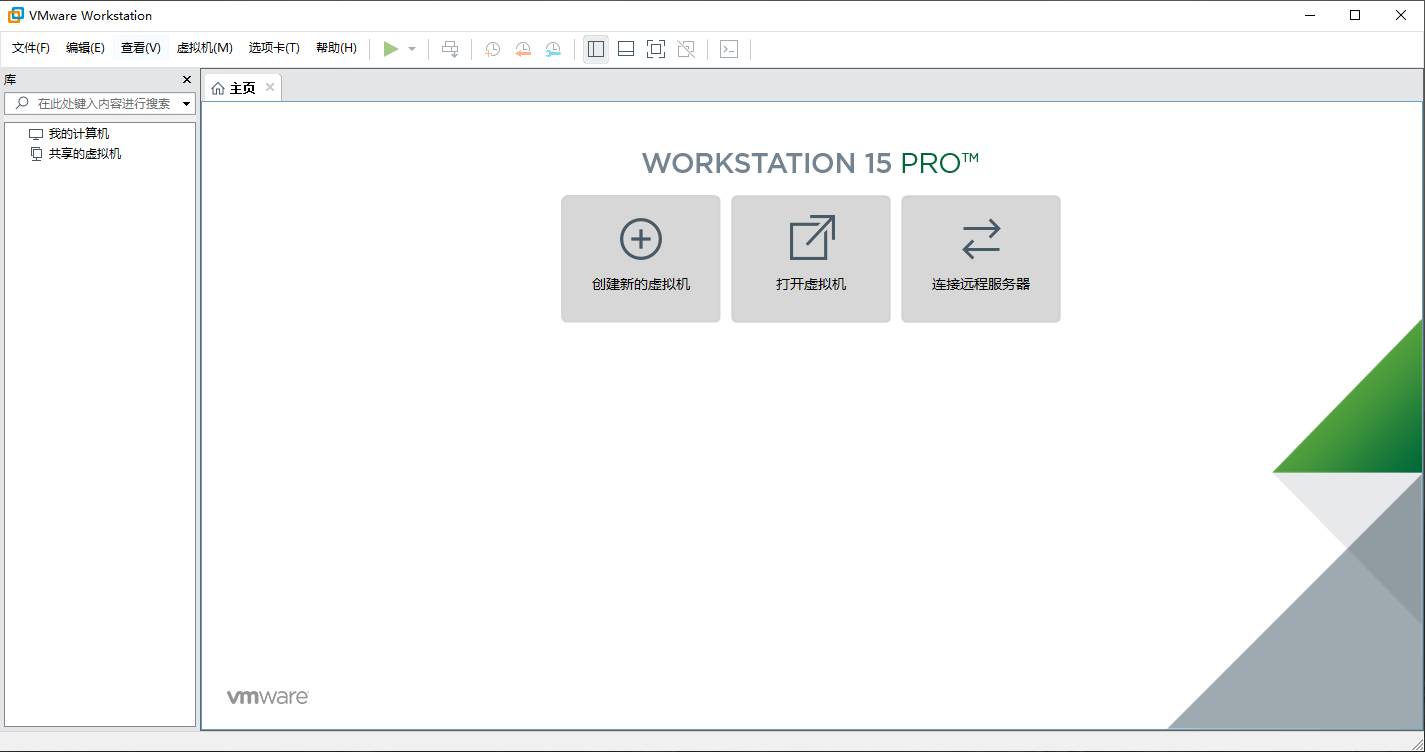 VMware Workstation
文件(F) 编辑(E) 查看(V) 虚拟机(M) 选项卡(T) 帮助(H)
库
主页
在此处键入内容进行搜索
我的计算机
共享的虚拟机
WORKSTATION 15 PRO™
创建新的虚拟机 打开虚拟机 连接远程服务器
vmware